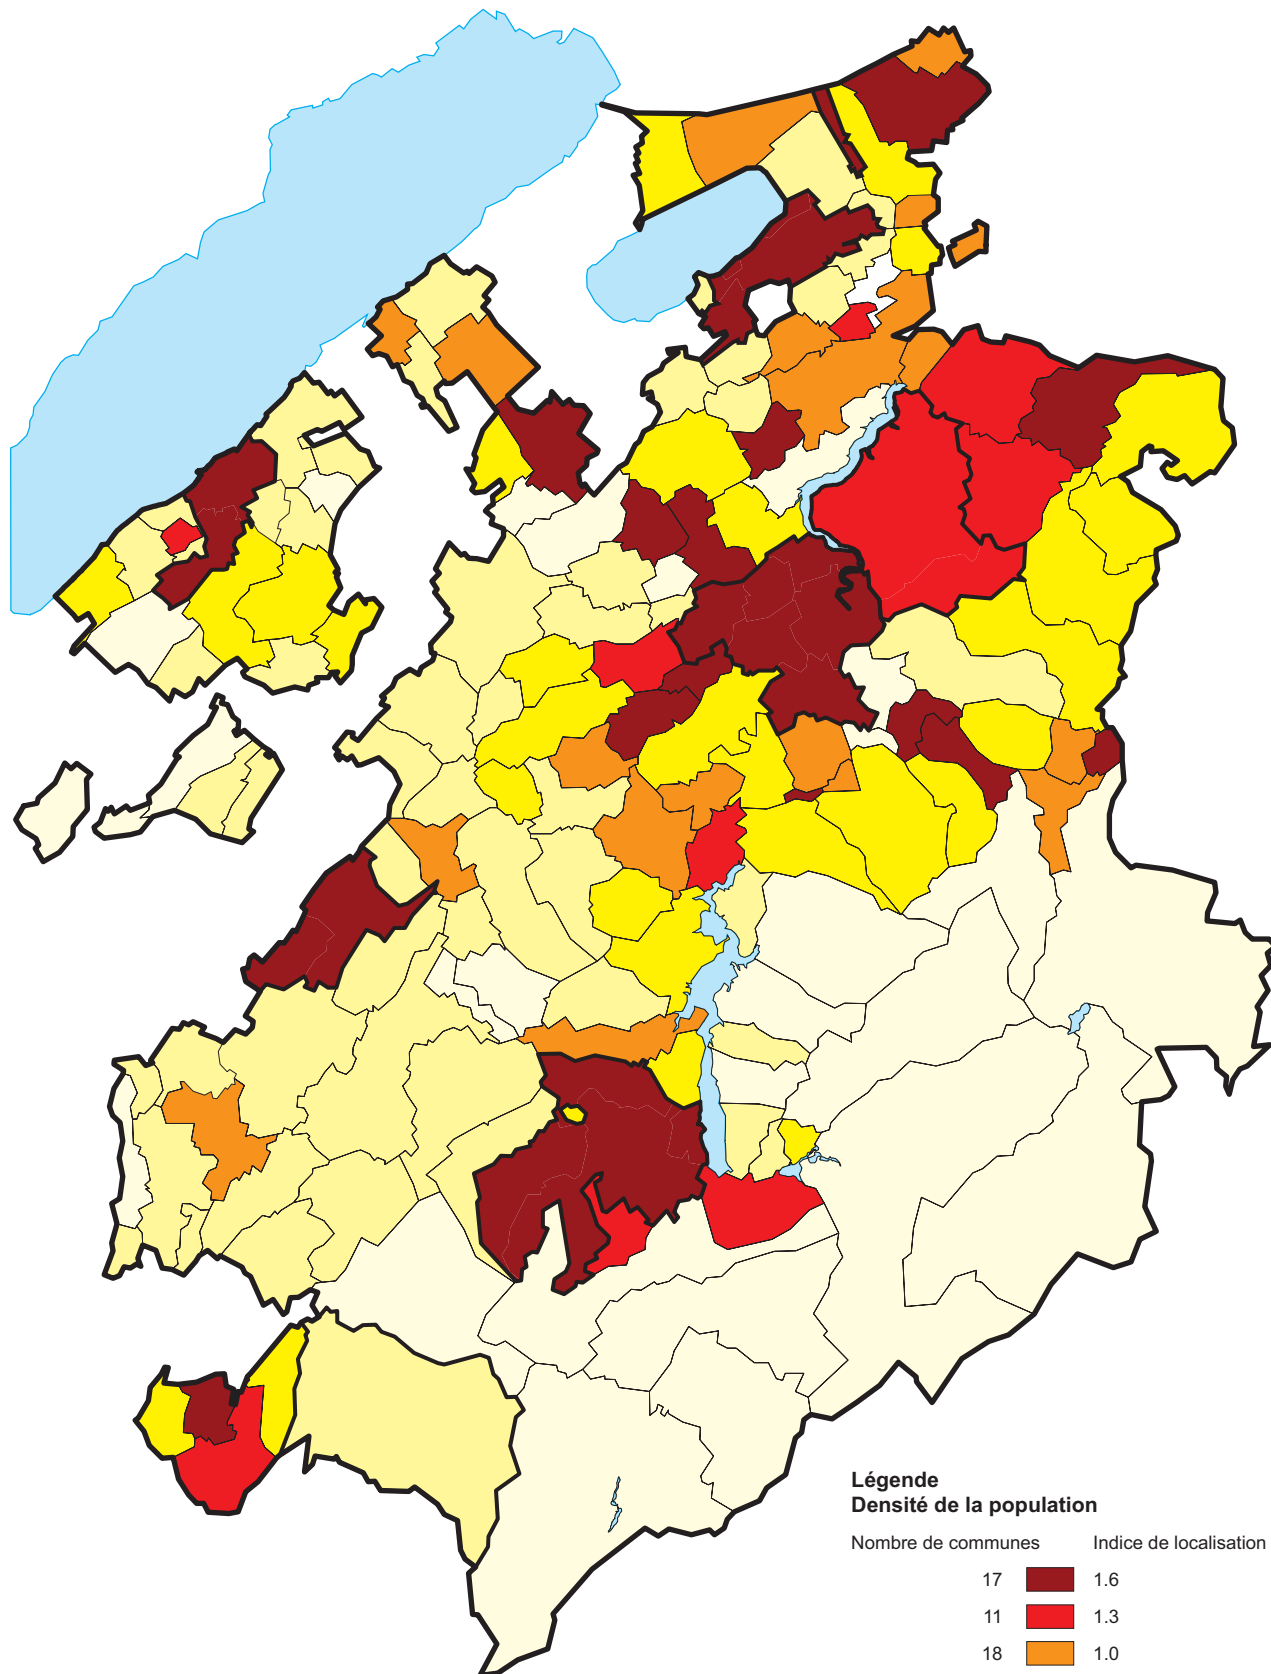 Légende
Densité de la population
Nombre de communes Indice de localisation
17 1.6
11 1.3
18 1.0